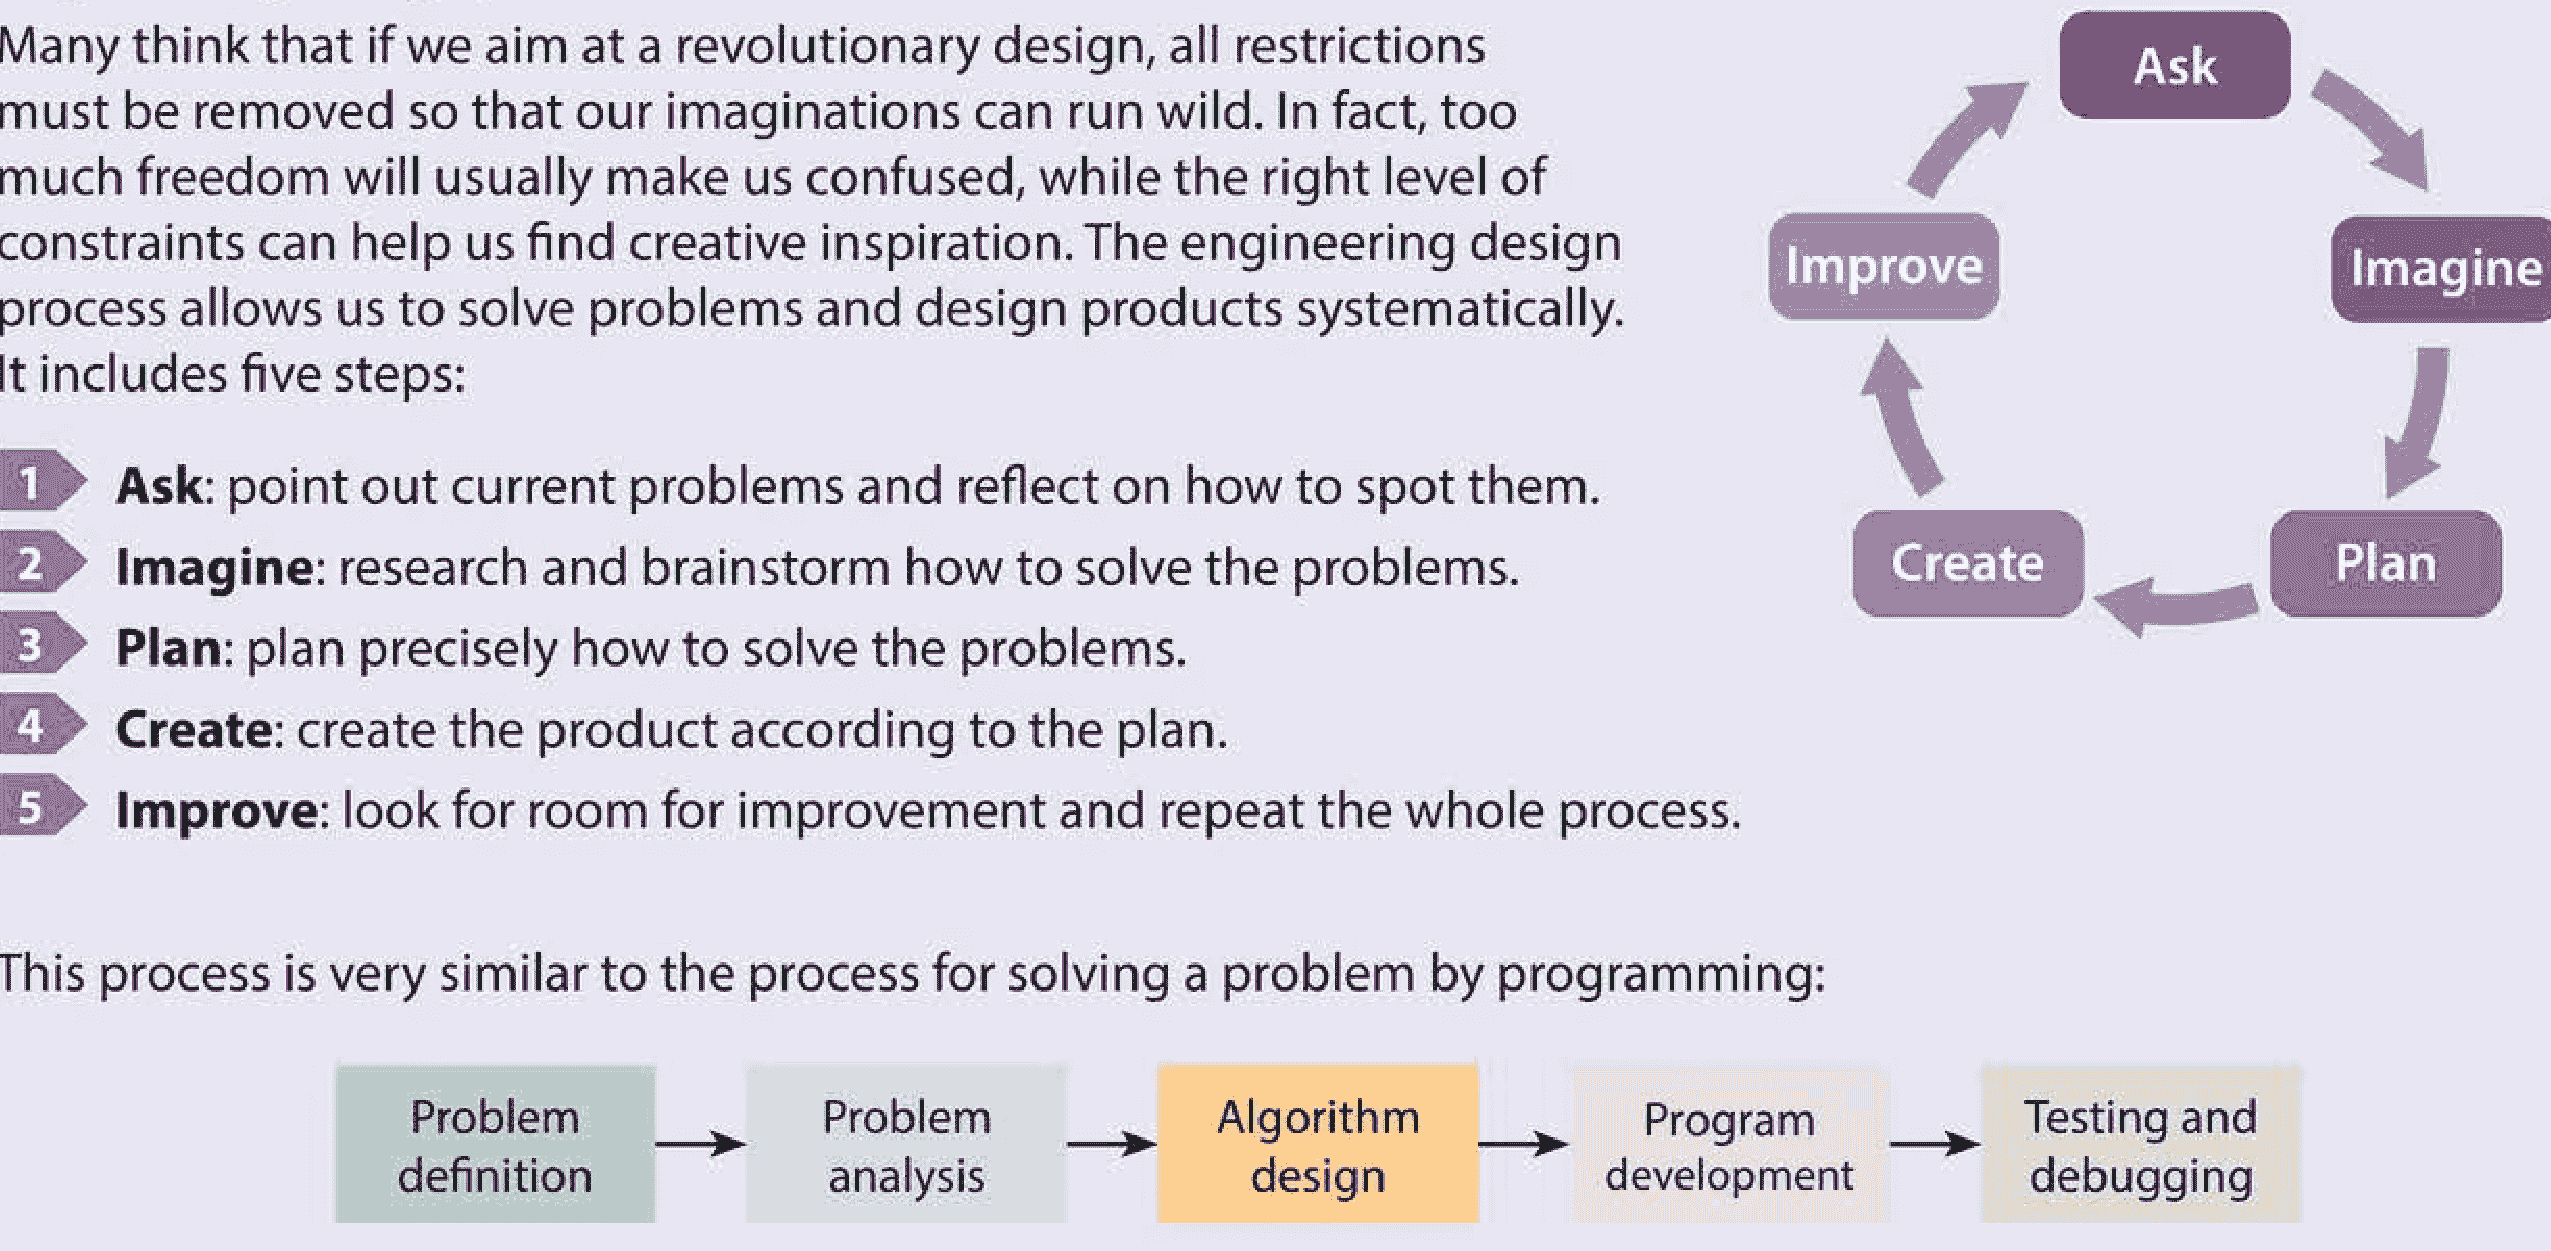 Many think that if we aim at a revolutionary design, all restrictions
must be removed so that our imaginations can run wild. In fact, too
much freedom will usually make us confused, while the right level of
constraints can help us find creative inspiration. The engineering design
process allows us to solve problems and design products systematically.
It includes five steps:
1 Ask: point out current problems and reflect on how to spot them.
2 Imagine: research and brainstorm how to solve the problems.
3 Plan: plan precisely how to solve the problems.
4 Create: create the product according to the plan.
5 Improve: look for room for improvement and repeat the whole process.
Ask
Imagine
Plan
Create
Improve
This process is very similar to the process for solving a problem by programming:
Problem
definition
Problem
analysis
Algorithm
design
Program
development
Testing and
debugging